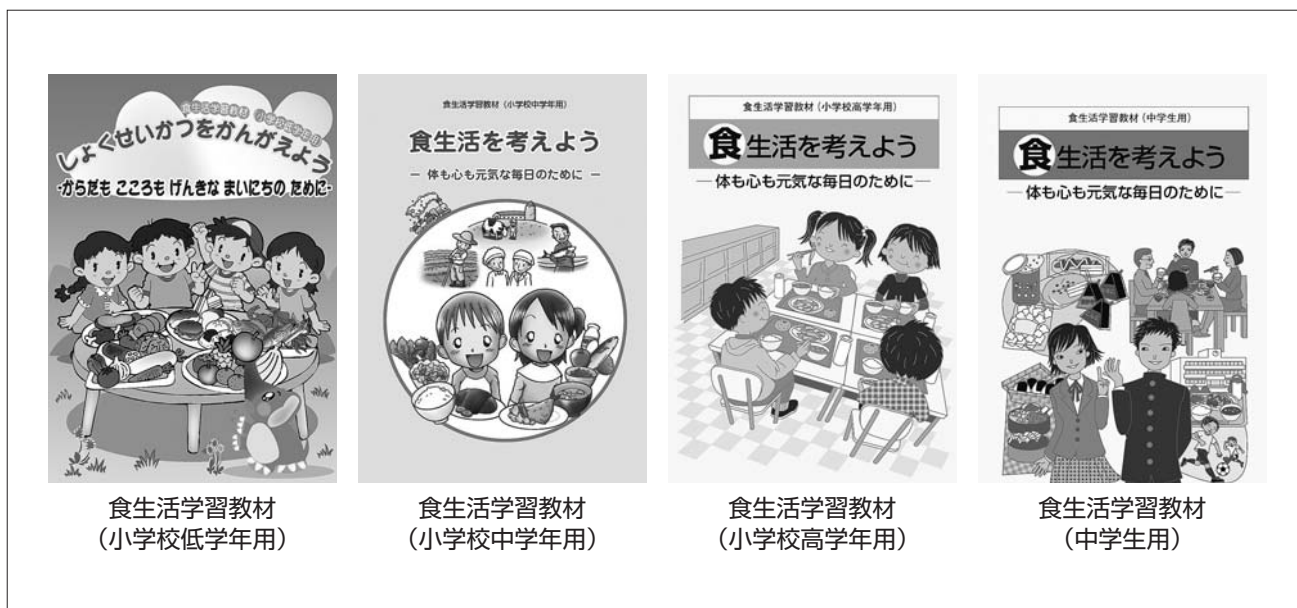 食生活学習教材 小学校低学年用
しょくせいかつをかんがえよう
-からだも こころも げんきな まいにちの ために-
食生活学習教材
（小学校低学年用）
食生活学習教材（小学校中学年用）
食生活を考えよう
― 体も心も元気な毎日のために ―
食生活学習教材
（小学校中学年用）
食生活学習教材（小学校高学年用）
食生活を考えよう
―体も心も元気な毎日のために―
食生活学習教材
（小学校高学年用）
食生活学習教材（中学生用）
食生活を考えよう
―体も心も元気な毎日のために―
食生活学習教材
（中学生用）